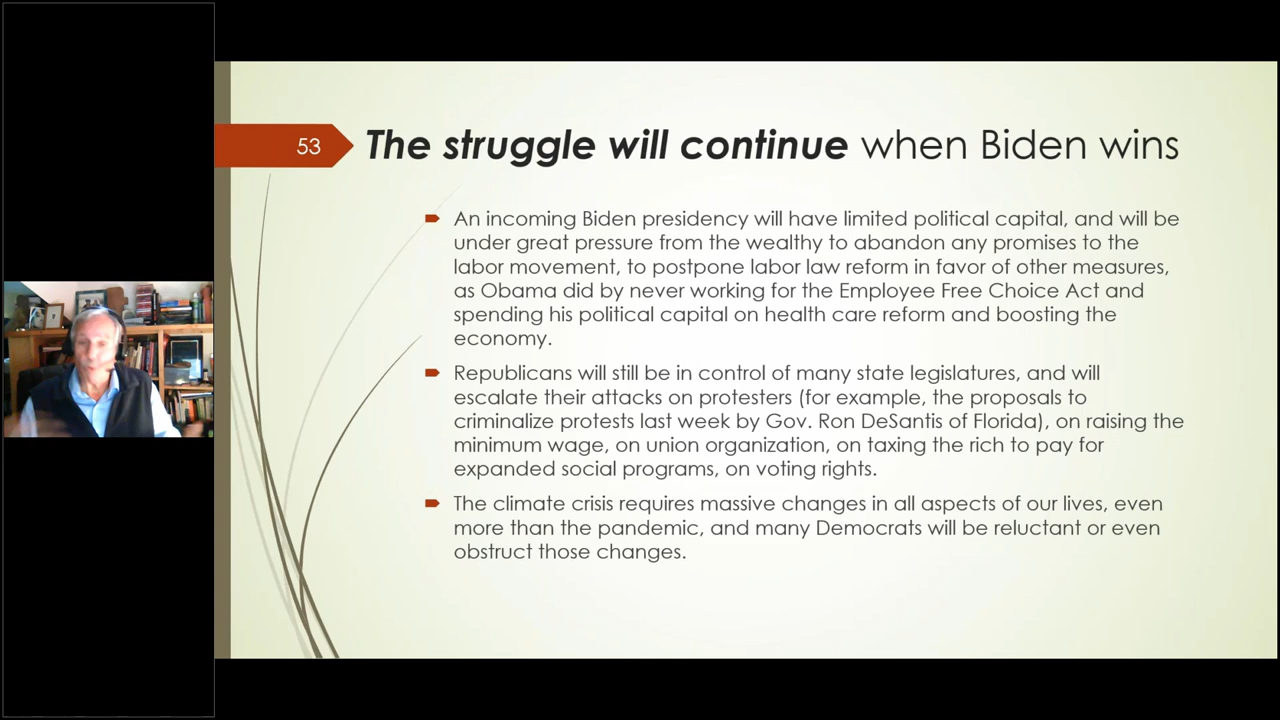 53
The struggle will continue when Biden wins
An incoming Biden presidency will have limited political capital, and will be
under great pressure from the wealthy to abandon any promises to the
labor movement, to postpone labor law reform in favor of other measures,
as Obama did by never working for the Employee Free Choice Act and
spending his political capital on health care reform and boosting the
economy.
Republicans will still be in control of many state legislatures, and will
escalate their attacks on protesters (for example, the proposals to
criminalize protests last week by Gov. Ron DeSantis of Florida), on raising the
minimum wage, on union organization, on taxing the rich to pay for
expanded social programs, on voting rights.
The climate crisis requires massive changes in all aspects of our lives, even
more than the pandemic, and many Democrats will be reluctant or even
obstruct those changes.